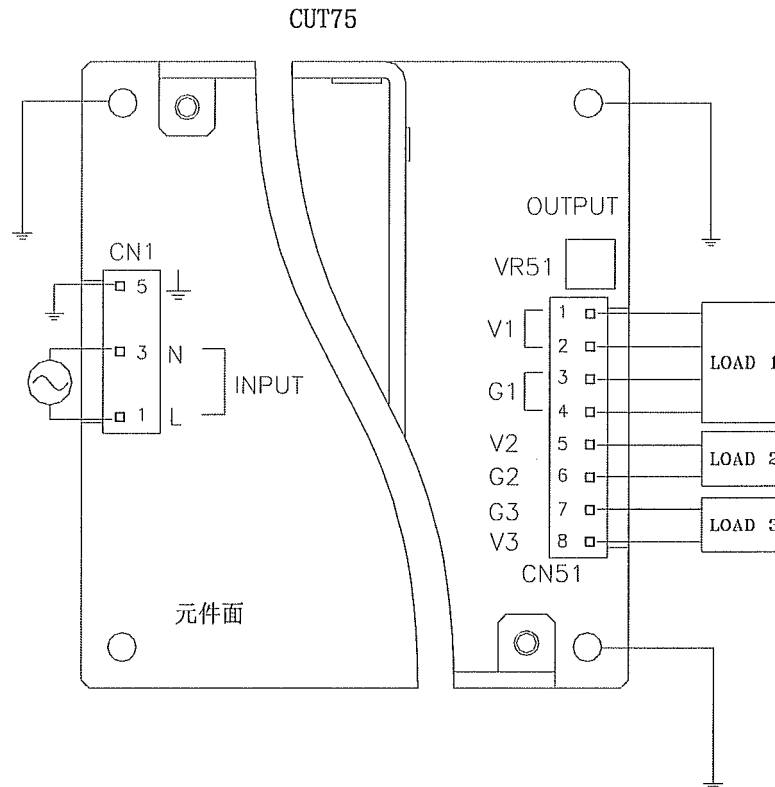 CUT75
OUTPUT
CN1
VR51
5
1
V1
3 N
2
LOAD 1
INPUT
3
G1
1 L
4
V2 5
LOAD 2
G2 6
G3 7
LOAD 3
V3 8
CN51
元件面